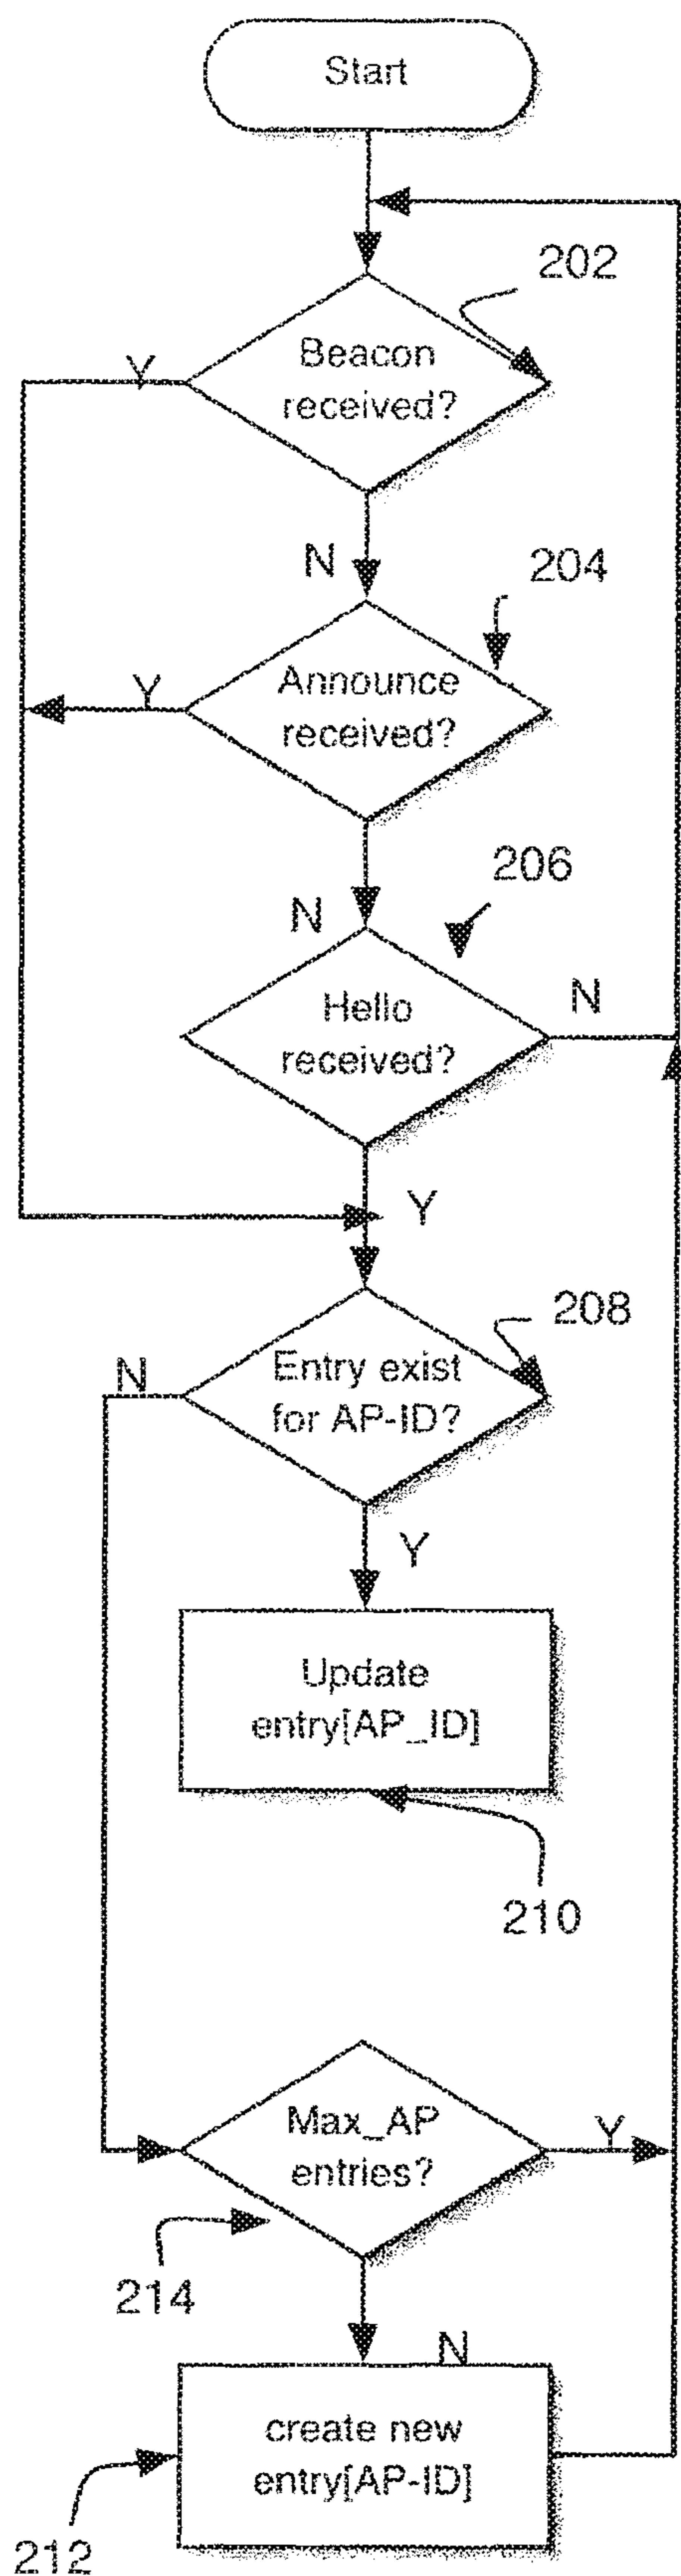 Start
202
Beacon
received?
Y
N
204
Announce
received?
Y
N
206
Hello
received?
N
Y
208
Entry exist
for AP-ID?
N
Y
Update
entry[AP_ID]
210
Max_AP
entries?
Y
214
N
create new
entry[AP-ID]
212